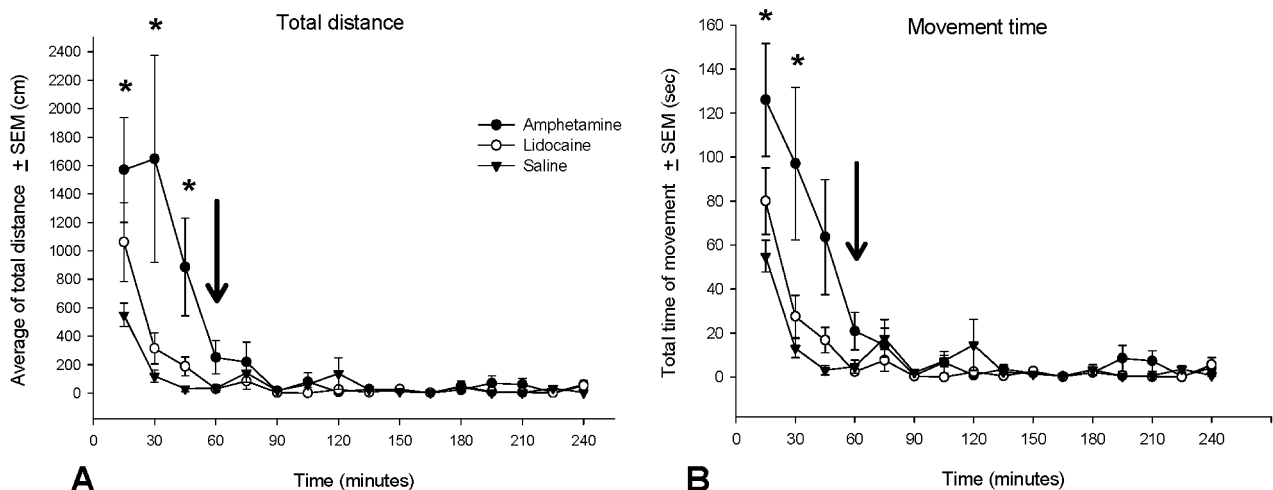 Total distance
Average of total distance ± SEM (cm)
2400
2200
2000
1800
1600
1400
1200
1000
800
600
400
200
0
* * *
Amphetamine
Lidocaine
Saline
0 30 60 90 120 150 180 210 240
Time (minutes)
A
Movement time
Total time of movement ± SEM (sec)
160
140
120
100
80
60
40
20
0
* *
0 30 60 90 120 150 180 210 240
Time (minutes)
B